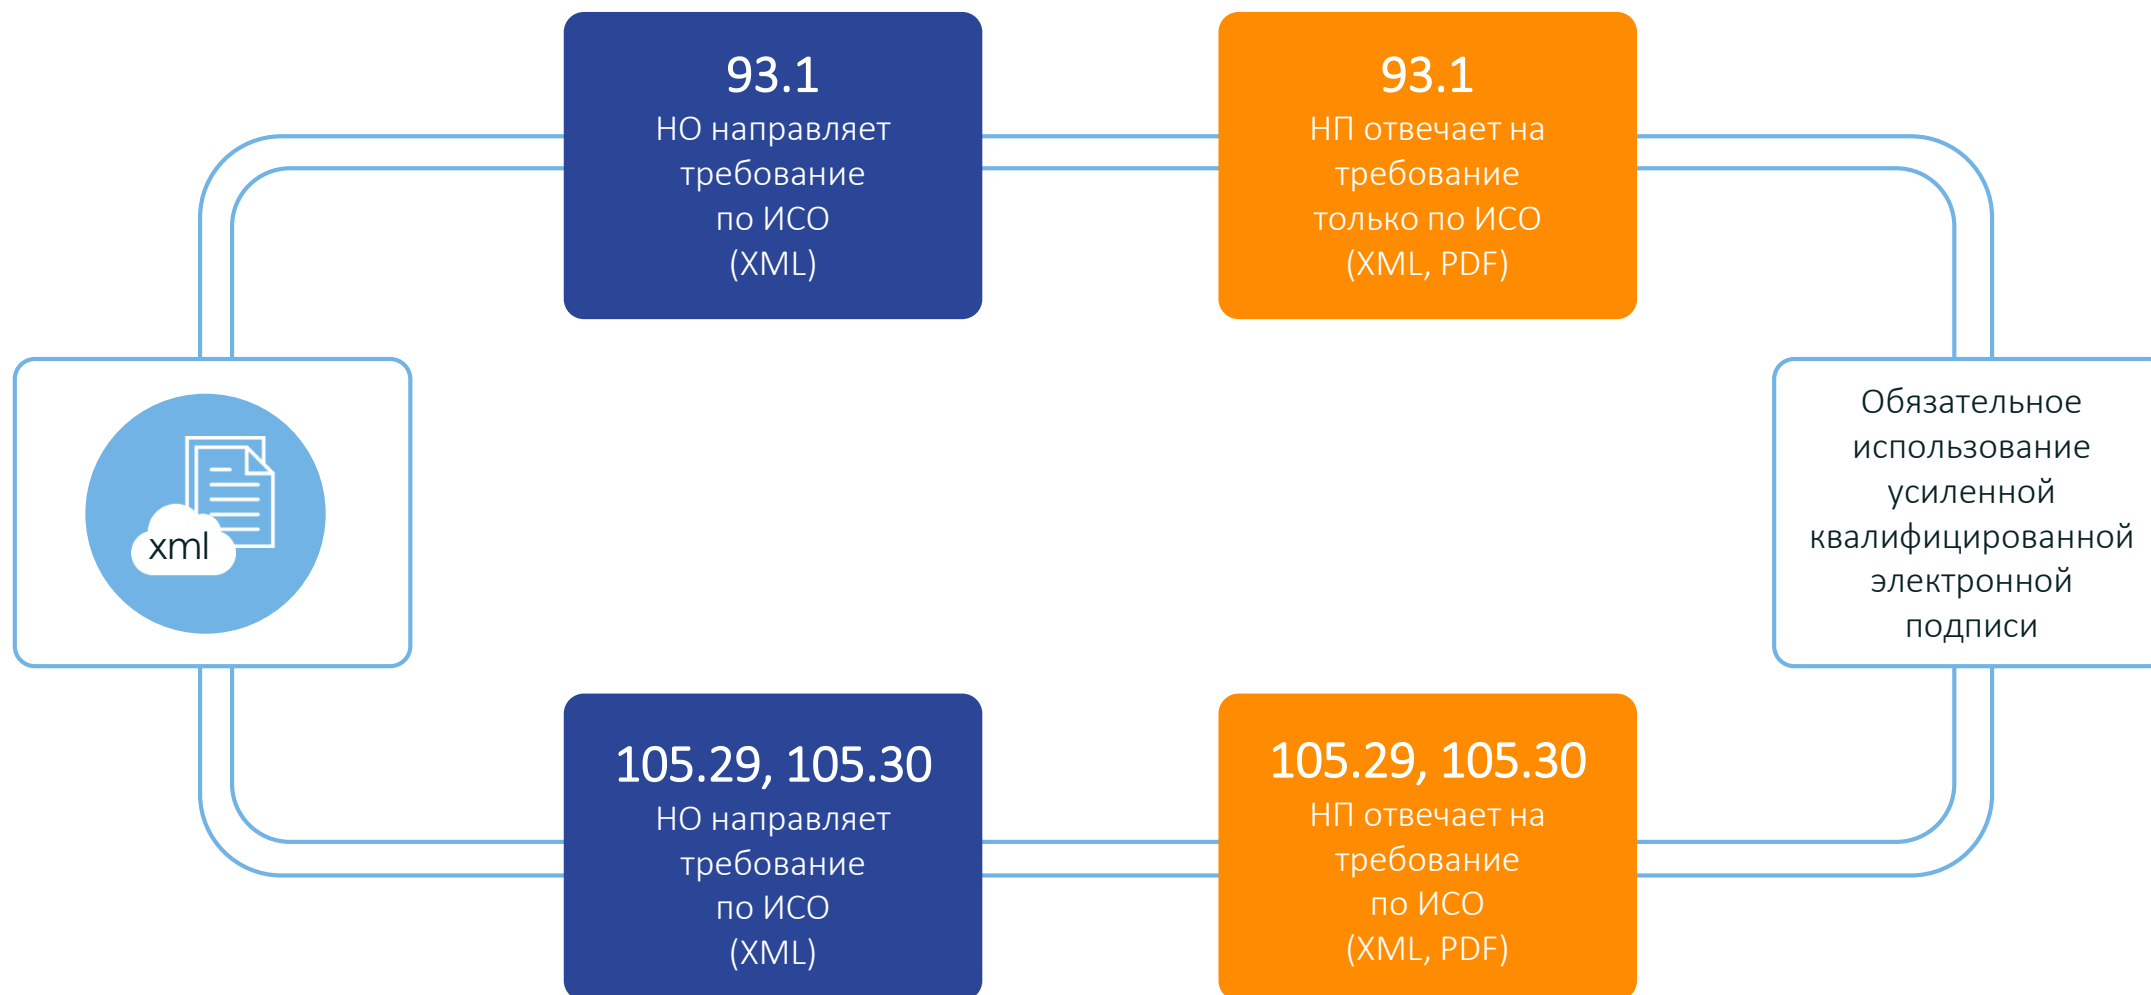 93.1
НО направляет
требование
по ИСО
(XML)
93.1
НП отвечает на
требование
только по ИСО
(XML, PDF)
xml
Обязательное
использование
усиленной
квалифицированной
электронной
подписи
105.29, 105.30
НО направляет
требование
по ИСО
(XML)
105.29, 105.30
НП отвечает на
требование
по ИСО
(XML, PDF)